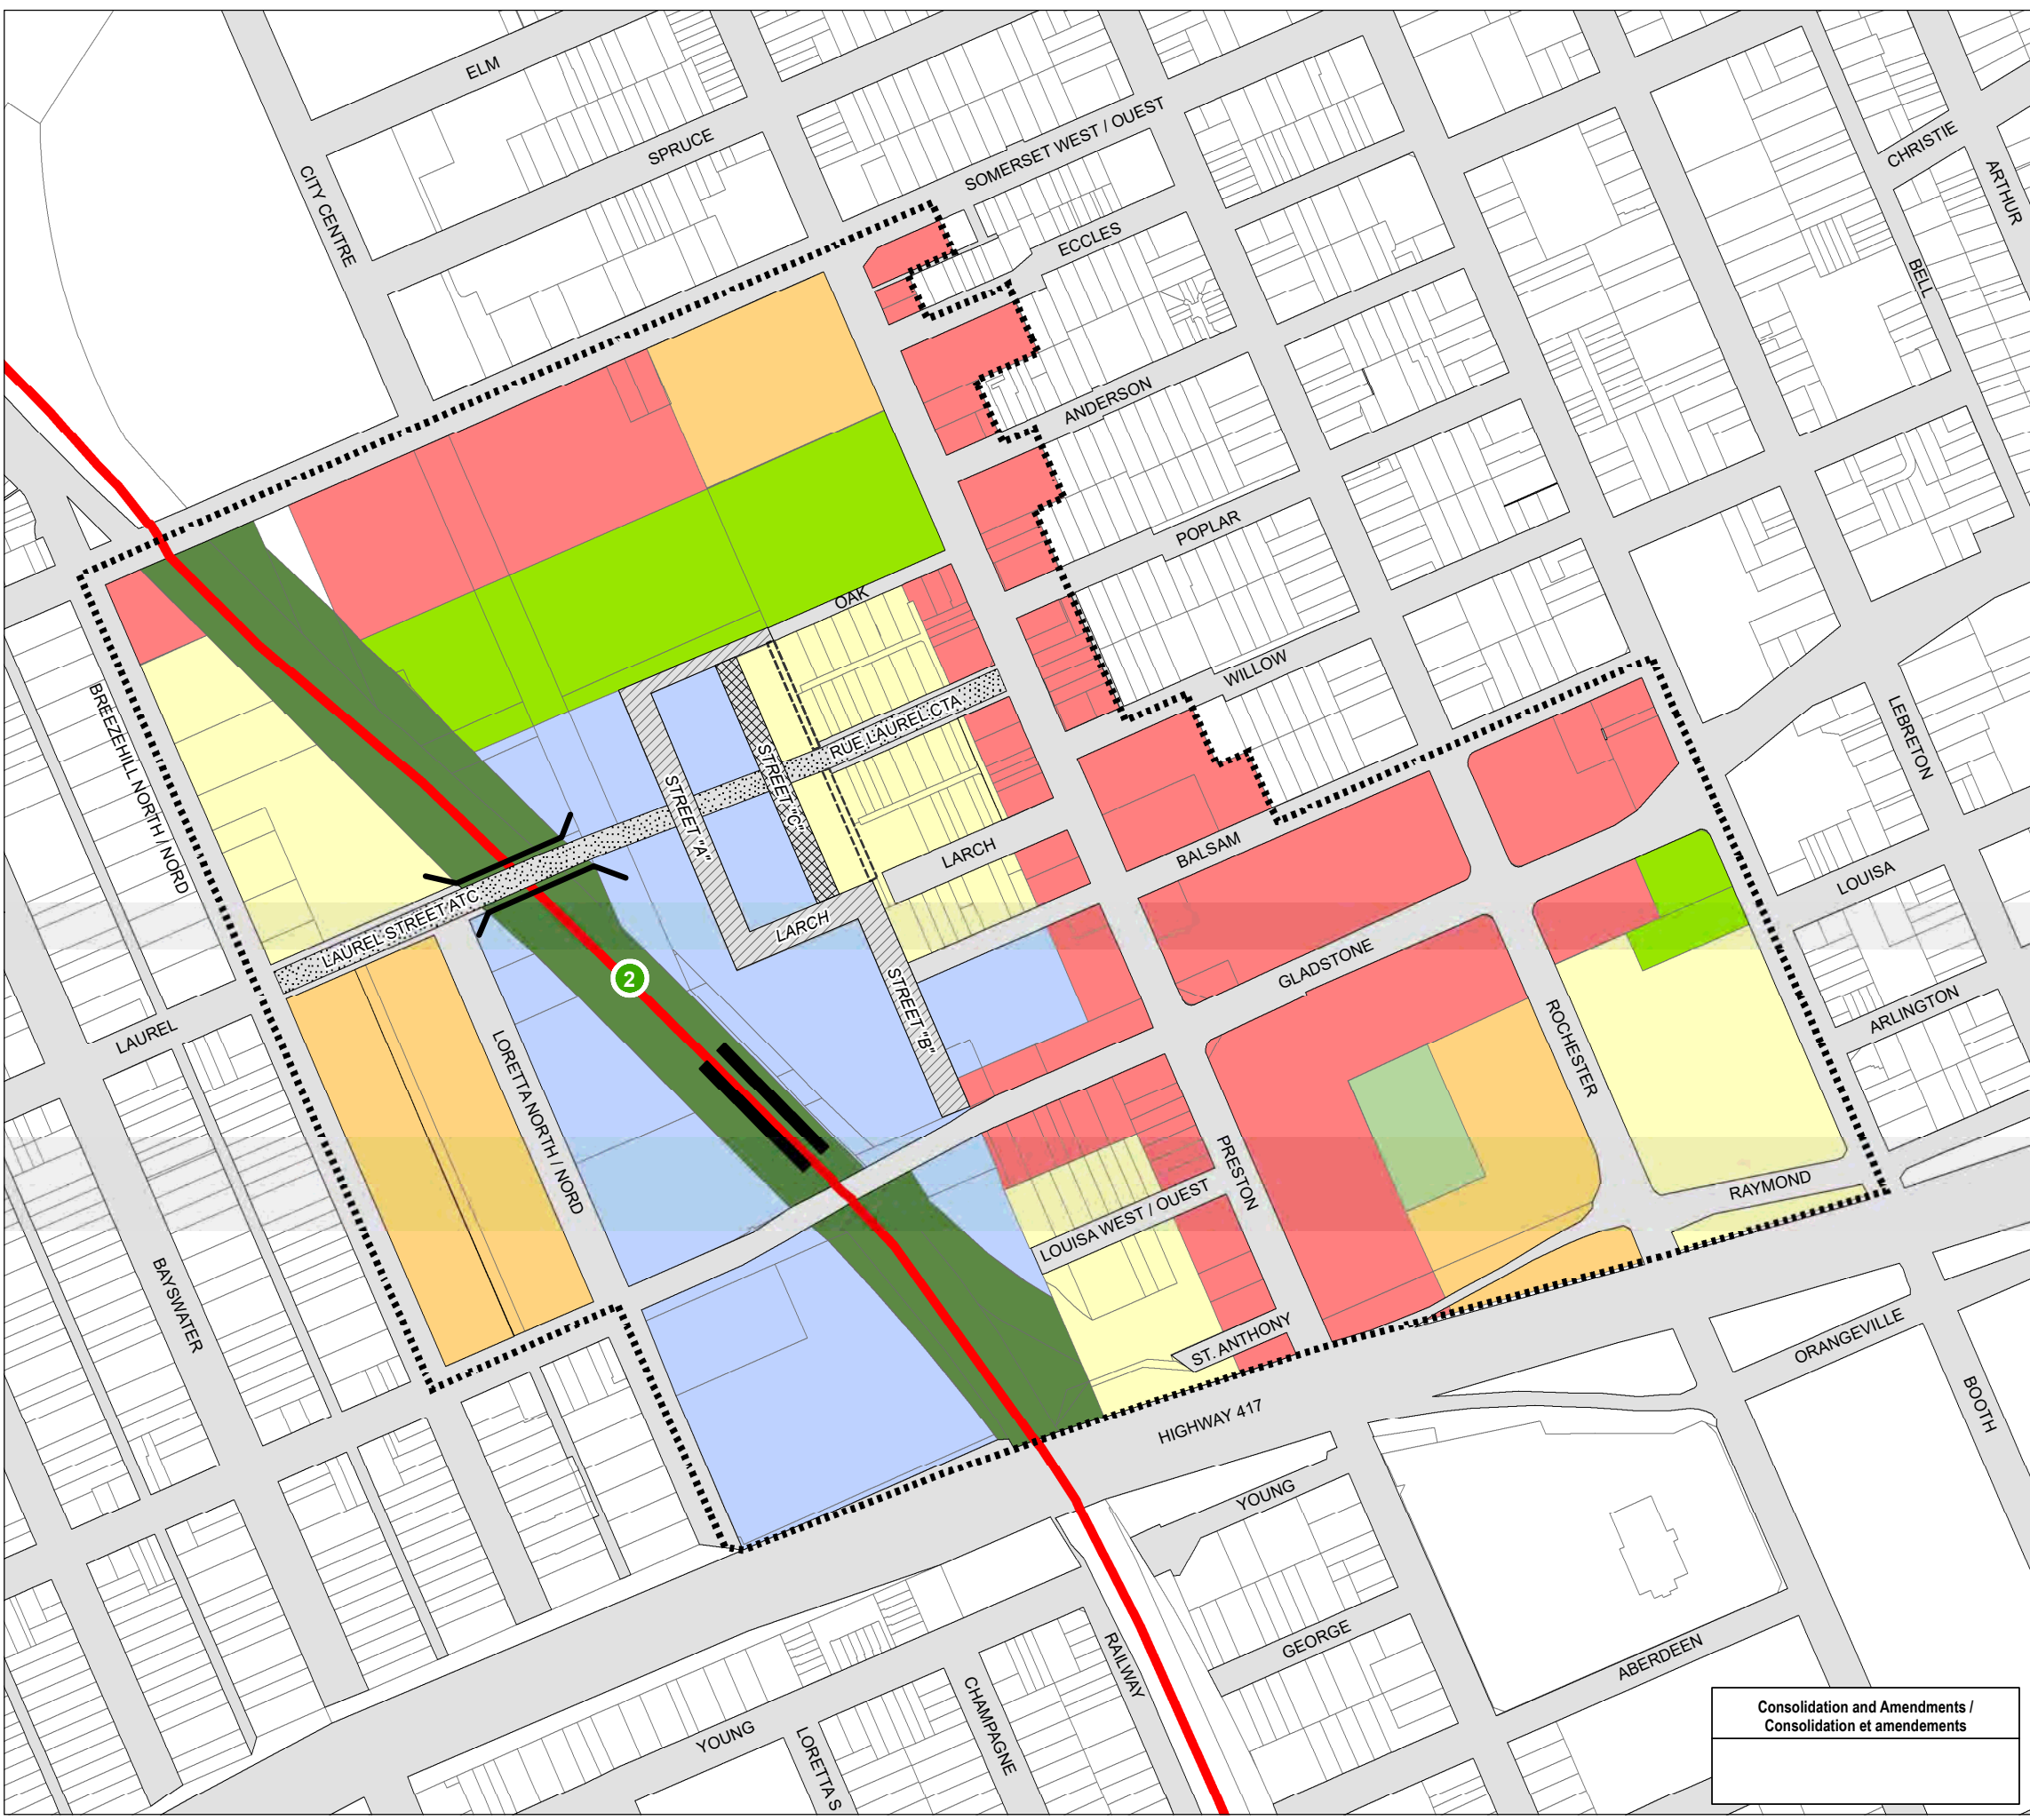 ELM
SPRUCE
CITY CENTRE
SOMERSET WEST / OUEST
ECCLES
CHRISTIE
ARTHUR
BELL
ANDERSON
POPLAR
OAK
WILLOW
BREEZEHILL NORTH / NORD
RUE LAUREL CTA
STREET "C"
STREET "A"
LEBRETON
LARCH
BALSAM
LOUISA
LAUREL STREET ATC
LARCH
GLADSTONE
2
STREET "B"
ARLINGTON
LAUREL
LORETTA NORTH / NORD
ROCHESTER
PRESTON
RAYMOND
LOUISA WEST / OUEST
BAYSWATER
ST. ANTHONY
ORANGEVILLE
HIGHWAY 417
BOOTH
YOUNG
GEORGE
ABERDEEN
RAILWAY
CHAMPAGNE
YOUNG
LORETTA S
Consolidation and Amendments /
Consolidation et amendements